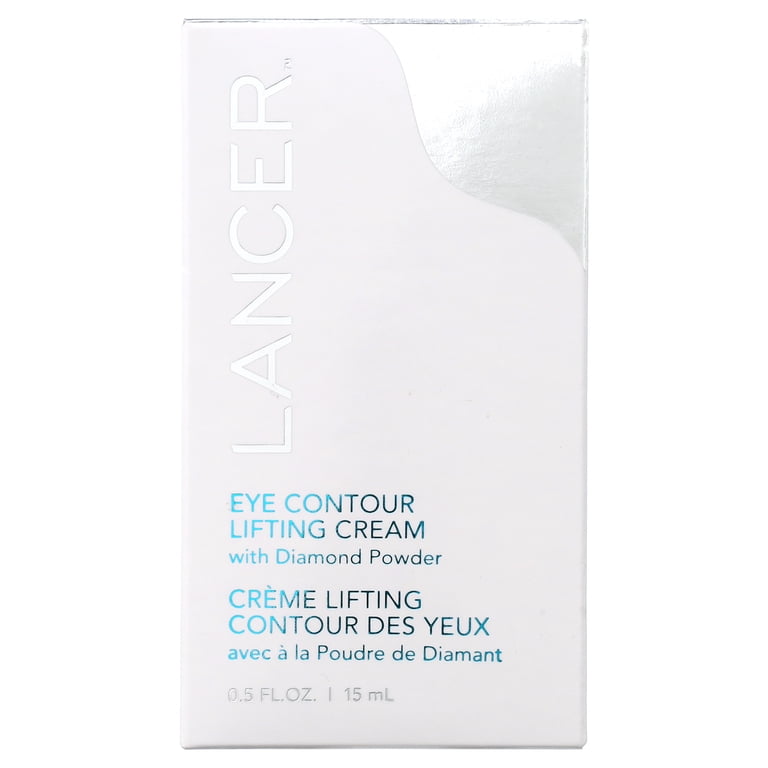 LANCER™
EYE CONTOUR
LIFTING CREAM
with Diamond Powder
CRÈME LIFTING
CONTOUR DES YEUX
avec à la Poudre de Diamant
0.5 FL.OZ. | 15 mL